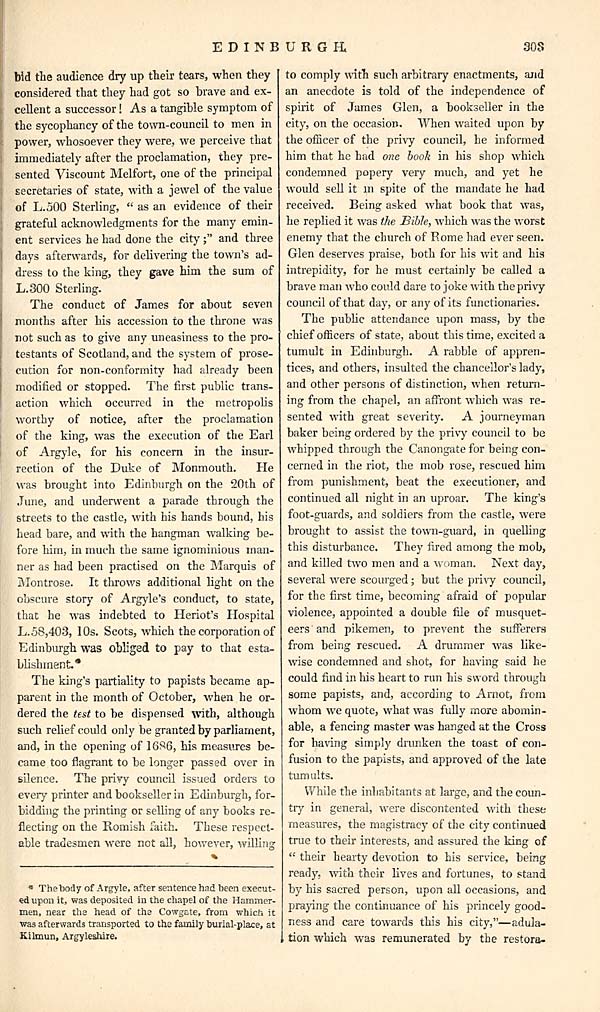 EDINBURGH.
303
bid the audience dry up their tears, when they
considered that they had got so brave and ex-
cellent a successor! As a tangible symptom of
the sycophancy of the town-council to men in
power, whosoever they were, we perceive that
immediately after the proclamation, they pre-
sented Viscount Melfort, one of the principal
secretaries of state, with a jewel of the value
of L.500 Sterling, “ as an evidence of their
grateful acknowledgments for the many emin-
ent services he had done the city ;” and three
days afterwards, for delivering the town's ad-
dress to the king, they gave him the sum of
L.300 Sterling.
The conduct of James for about seven
months after his accession to the throne was
not such as to give any uneasiness to the pro-
testants of Scotland, and the system of prose-
cution for non-conformity had already been
modified or stopped. The first public trans-
action which occurred in the metropolis
worthy of notice, after the proclamation
of the king, was the execution of the Earl
of Argyle, for his concern in the insur-
rection of the Duke of Monmouth. He
was brought into Edinburgh on the 20th of
June, and underwent a parade through the
streets to the castle, with his hands bound, his
head bare, and with the hangman walking be-
fore him, in much the same ignominious man-
ner as had been practised on the Marquis of
Montrose. It throws additional light on the
obscure story of Argyle's conduct, to state,
that he was indebted to Heriot's Hospital
L.58,403, 10s. Scots, which the corporation of
Edinburgh was obliged to pay to that esta-
blishment.*
The king's partiality to papists became ap-
parent in the month of October, when he or-
dered the test to be dispensed with, although
such relief could only be granted by parliament,
and, in the opening of 1686, his measures be-
came too flagrant to be longer passed over in
silence. The privy council issued orders to
every printer and bookseller in Edinburgh, for-
bidding the printing or selling of any books re-
flecting on the Romish faith. These respect-
able tradesmen were not all, however, willing
* The body of Argyle, after sentence had been execut-
ed upon it, was deposited in the chapel of the Hammer-
men, near the head of the Cowgate, from which it
was afterwards transported to the family burial-place, at
Kilmun, Argyleshire.
to comply with such arbitrary enactments, and
an anecdote is told of the independence of
spirit of James Glen, a bookseller in the
city, on the occasion. When waited upon by
the officer of the privy council, he informed
him that he had one book in his shop which
condemned popery very much, and yet he
would sell it in spite of the mandate he had
received. Being asked what book that was,
he replied it was the Bible, which was the worst
enemy that the church of Rome had ever seen.
Glen deserves praise, both for his wit and his
intrepidity, for he must certainly be called a
brave man who could dare to joke with the privy
council of that day, or any of its functionaries.
The public attendance upon mass, by the
chief officers of state, about this time, excited a
tumult in Edinburgh. A rabble of appren-
tices, and others, insulted the chancellor's lady,
and other persons of distinction, when return-
ing from the chapel, an affront which was re-
sented with great severity. A journeyman
baker being ordered by the privy council to be
whipped through the Canongate for being con-
cerned in the riot, the mob rose, rescued him
from punishment, beat the executioner, and
continued all night in an uproar. The king's
foot-guards, and soldiers from the castle, were
brought to assist the town-guard, in quelling
this disturbance. They fired among the mob,
and killed two men and a woman. Next day,
several were scourged; but the privy council,
for the first time, becoming afraid of popular
violence, appointed a double file of musquet-
eers and pikemen, to prevent the sufferers
from being rescued. A drummer was like-
wise condemned and shot, for having said he
could find in his heart to run his sword through
some papists, and, according to Arnot, from
whom we quote, what was fully more abomin-
able, a fencing master was hanged at the Cross
for having simply drunken the toast of con-
fusion to the papists, and approved of the late
tumults.
While the inhabitants at large, and the coun-
try in general, were discontented with these
measures, the magistracy of the city continued
true to their interests, and assured the king of
“ their hearty devotion to his service, being
ready, with their lives and fortunes, to stand
by his sacred person, upon all occasions, and
praying the continuance of his princely good-
ness and care towards this his city,”—adula-
tion which was remunerated by the restora-